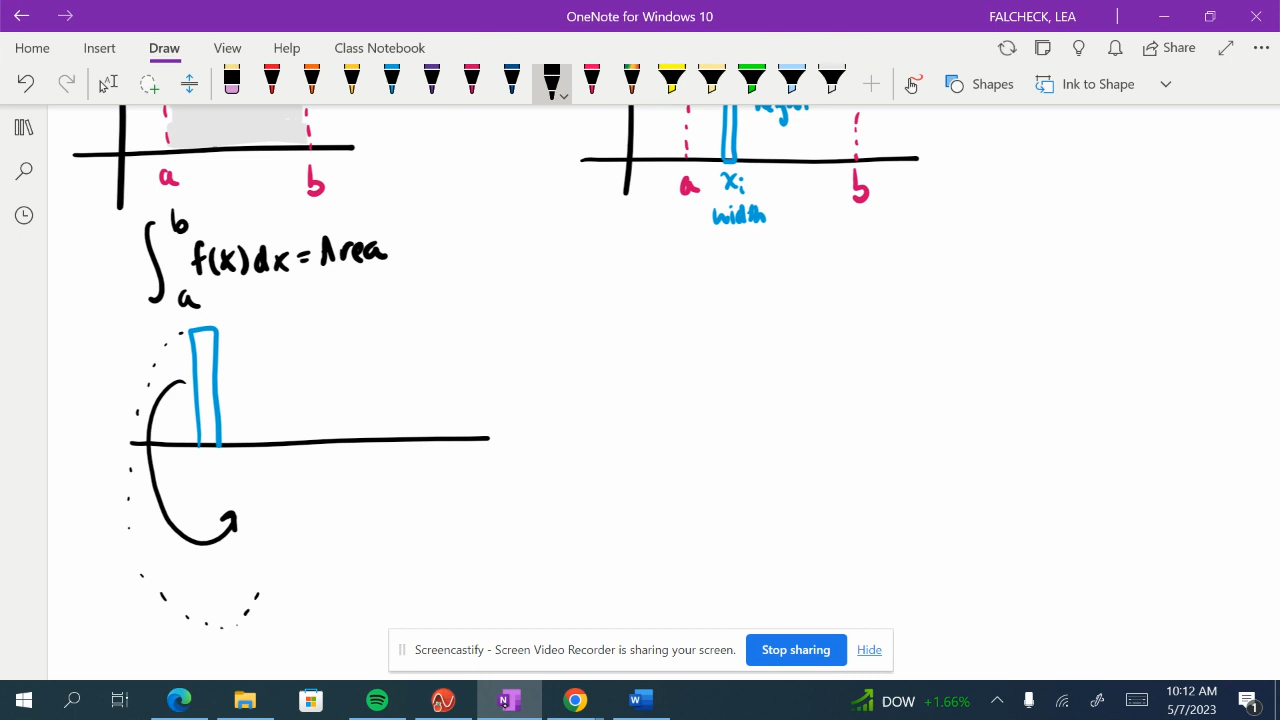 OneNote for Windows 10
FALCHECK, LEA
Home Insert Draw View Help Class Notebook
Share
Shapes
Ink to Shape
a
b
a
xi
b
width
∫ b a f(x)dx = Area
Screencastify - Screen Video Recorder is sharing your screen.
Stop sharing
Hide
DOW +1.66%
10:12 AM
5/7/2023
1